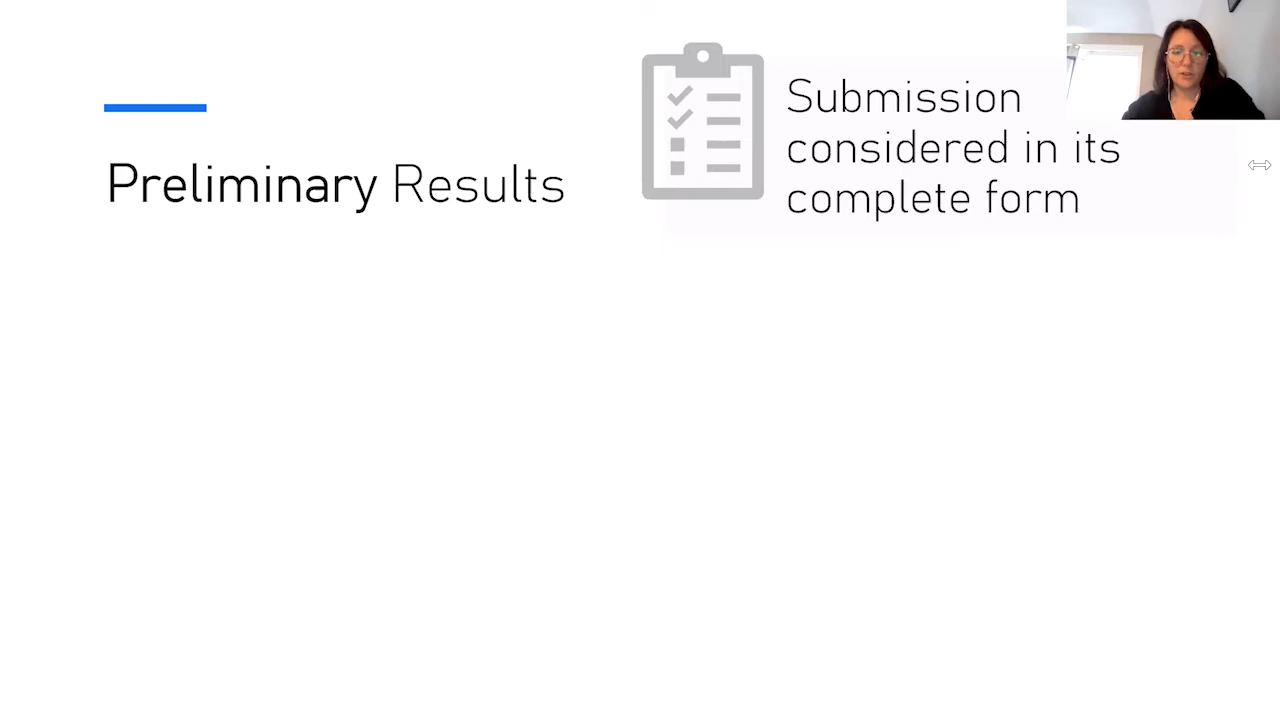 Preliminary Results
Submission
considered in its
complete form